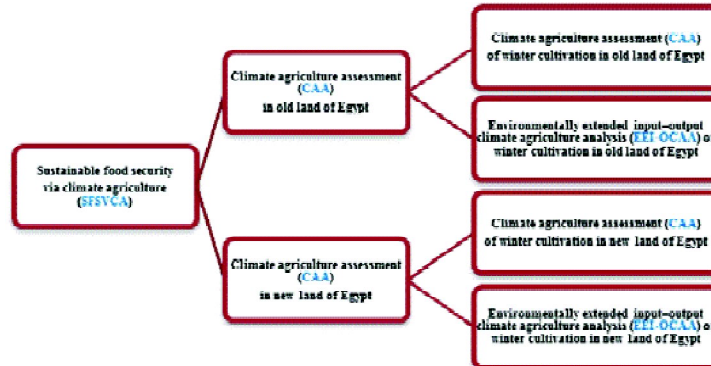 Climate agriculture assessment (CAA)
of winter cultivation in old land of Egypt
Climate agriculture assessment
(CAA)
in old land of Egypt
Environmentally extended input–output
climate agriculture analysis (EEI-OCAA) o
winter cultivation in old land of Egypt
Sustainable food security
via climate agriculture
(SFSVCA)
Climate agriculture assessment (CAA)
of winter cultivation in new land of Egypt
Climate agriculture assessment
(CAA)
in new land of Egypt
Environmentally extended input–output
climate agriculture analysis (EEI-OCAA) o
winter cultivation in new land of Egypt